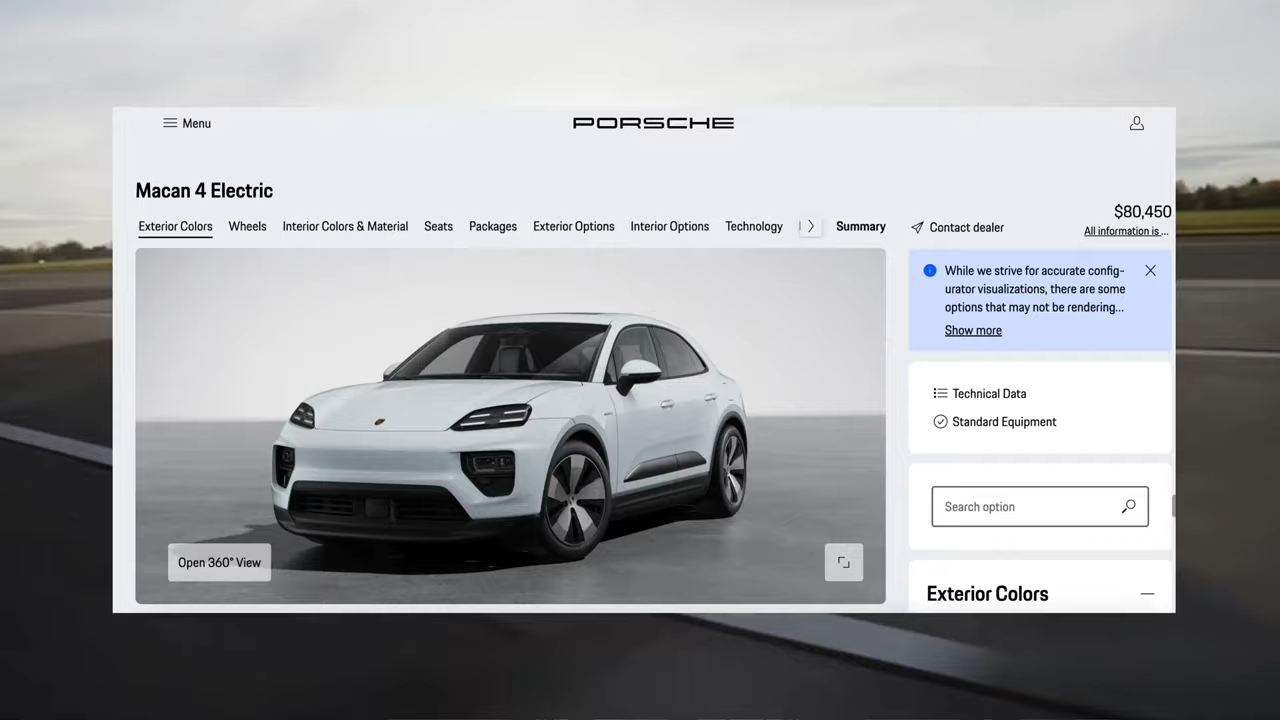 Menu
PORSCHE
Macan 4 Electric
$80,450
Exterior Colors
Wheels
Interior Colors & Material
Seats
Packages
Exterior Options
Interior Options
Technology
Summary
Contact dealer
All information is ...
While we strive for accurate config-
urator visualizations, there are some
options that may not be rendering...
Show more
Technical Data
Standard Equipment
Search option
Open 360° View
Exterior Colors